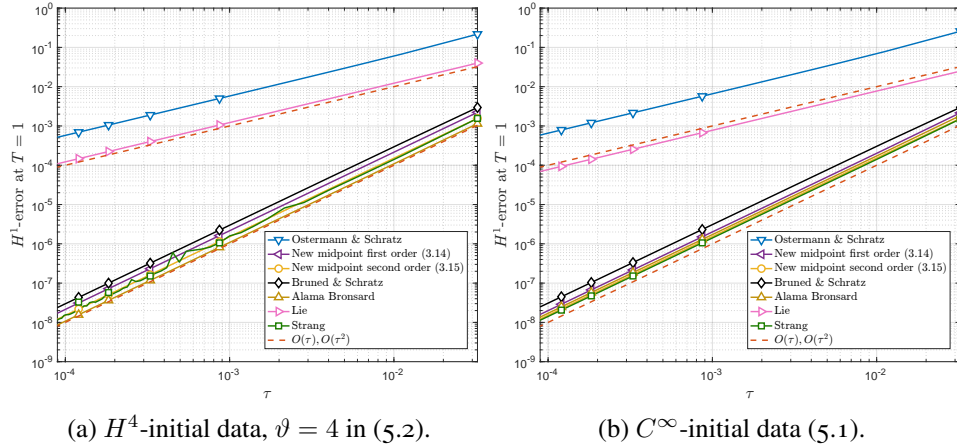 10^0
10^-1
10^-2
10^-3
10^-4
10^-5
10^-6
10^-7
10^-8
10^-9
H^1-error at T = 1
Ostermann & Schratz
New midpoint first order (3.14)
New midpoint second order (3.15)
Bruned & Schratz
Alama Bronsard
Lie
Strang
O(τ), O(τ^2)
10^-4
10^-3
10^-2
τ
(a) H^4-initial data, ϑ = 4 in (5.2).
10^0
10^-1
10^-2
10^-3
10^-4
10^-5
10^-6
10^-7
10^-8
10^-9
H^1-error at T = 1
Ostermann & Schratz
New midpoint first order (3.14)
New midpoint second order (3.15)
Bruned & Schratz
Alama Bronsard
Lie
Strang
O(τ), O(τ^2)
10^-4
10^-3
10^-2
τ
(b) C^∞-initial data (5.1).